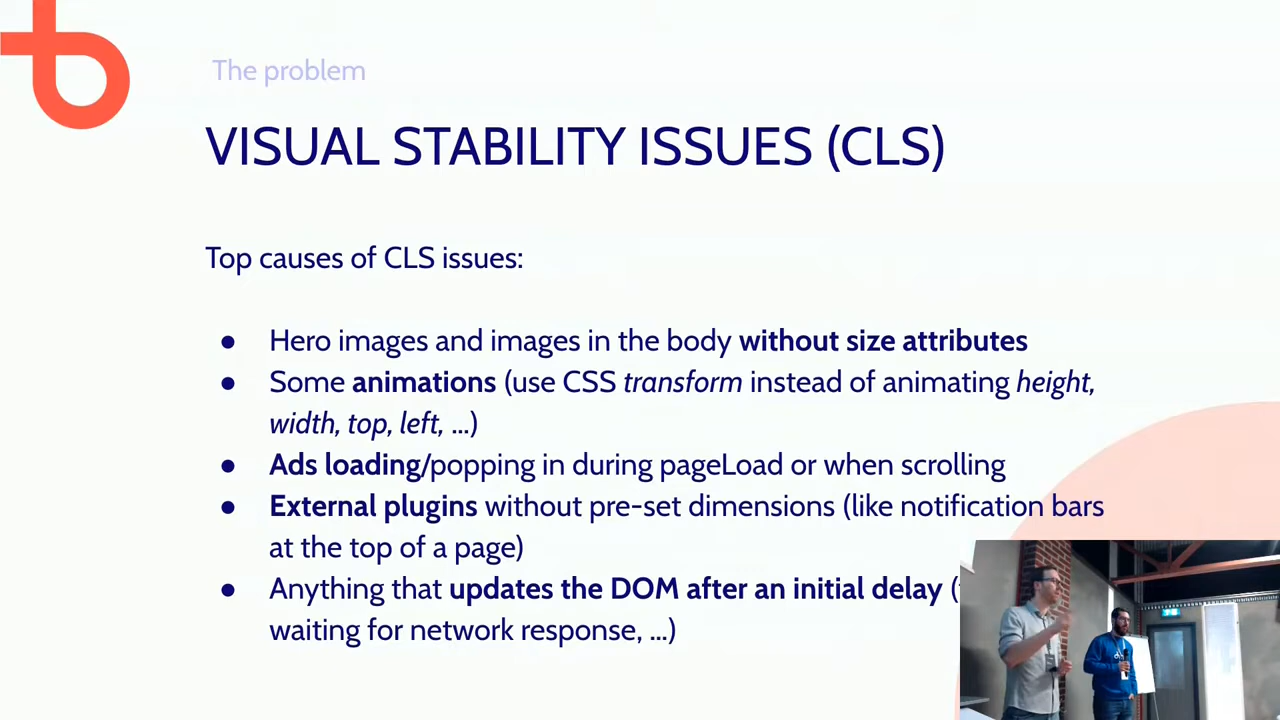 The problem
VISUAL STABILITY ISSUES (CLS)
Top causes of CLS issues:
● Hero images and images in the body without size attributes
● Some animations (use CSS transform instead of animating height,
width, top, left, ...)
● Ads loading/popping in during pageLoad or when scrolling
● External plugins without pre-set dimensions (like notification bars
at the top of a page)
● Anything that updates the DOM after an initial delay (
waiting for network response, ...)